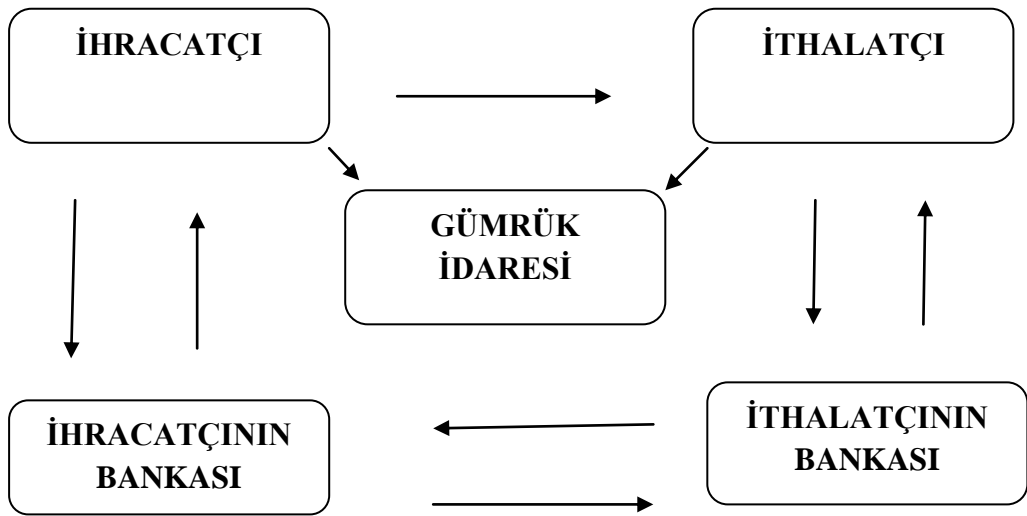 İHRACATÇI
İTHALATÇI
GÜMRÜK
İDARESİ
İHRACATÇININ
BANKASI
İTHALATÇININ
BANKASI